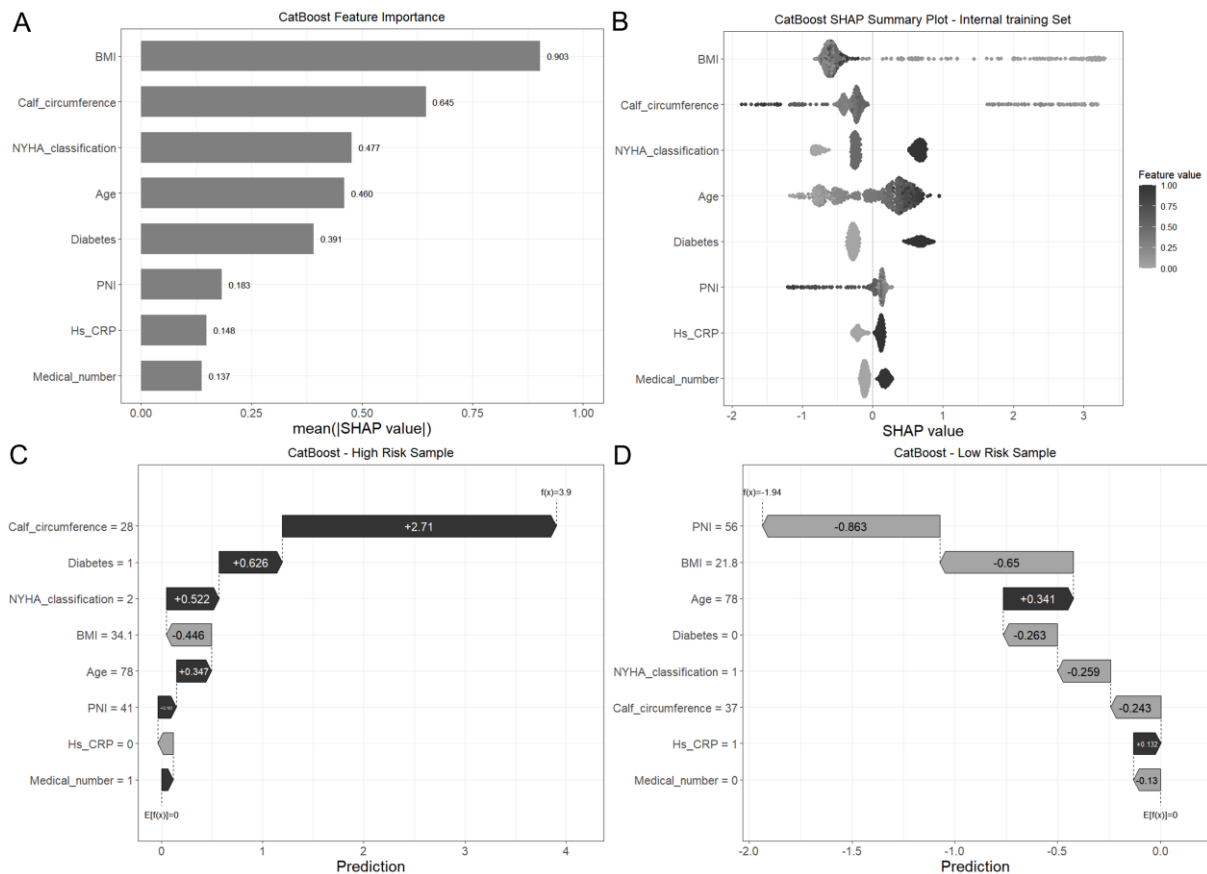 A
CatBoost Feature Importance
BMI
0.903
Calf_circumference
0.645
NYHA_classification
0.477
Age
0.460
Diabetes
0.391
PNI
0.183
Hs_CRP
0.148
Medical_number
0.137
0.00 0.25 0.50 0.75 1.00
mean(|SHAP value|)
B
CatBoost SHAP Summary Plot - Internal training Set
BMI
Calf_circumference
NYHA_classification
Age
Diabetes
PNI
Hs_CRP
Medical_number
-2 -1 0 1 2 3
SHAP value
Feature value
1.00
0.75
0.50
0.25
0.00
C
CatBoost - High Risk Sample
f(x)=3.9
Calf_circumference = 28
+2.71
Diabetes = 1
+0.626
NYHA_classification = 2
+0.522
BMI = 34.1
-0.446
Age = 78
+0.347
PNI = 41
Hs_CRP = 0
Medical_number = 1
E[f(x)]=0
0 1 2 3 4
Prediction
D
CatBoost - Low Risk Sample
f(x)=-1.94
PNI = 56
-0.863
BMI = 21.8
-0.65
Age = 78
+0.341
Diabetes = 0
-0.263
NYHA_classification = 1
-0.259
Calf_circumference = 37
-0.243
Hs_CRP = 1
+0.132
Medical_number = 0
-0.13
E[f(x)]=0
-2.0 -1.5 -1.0 -0.5 0.0
Prediction